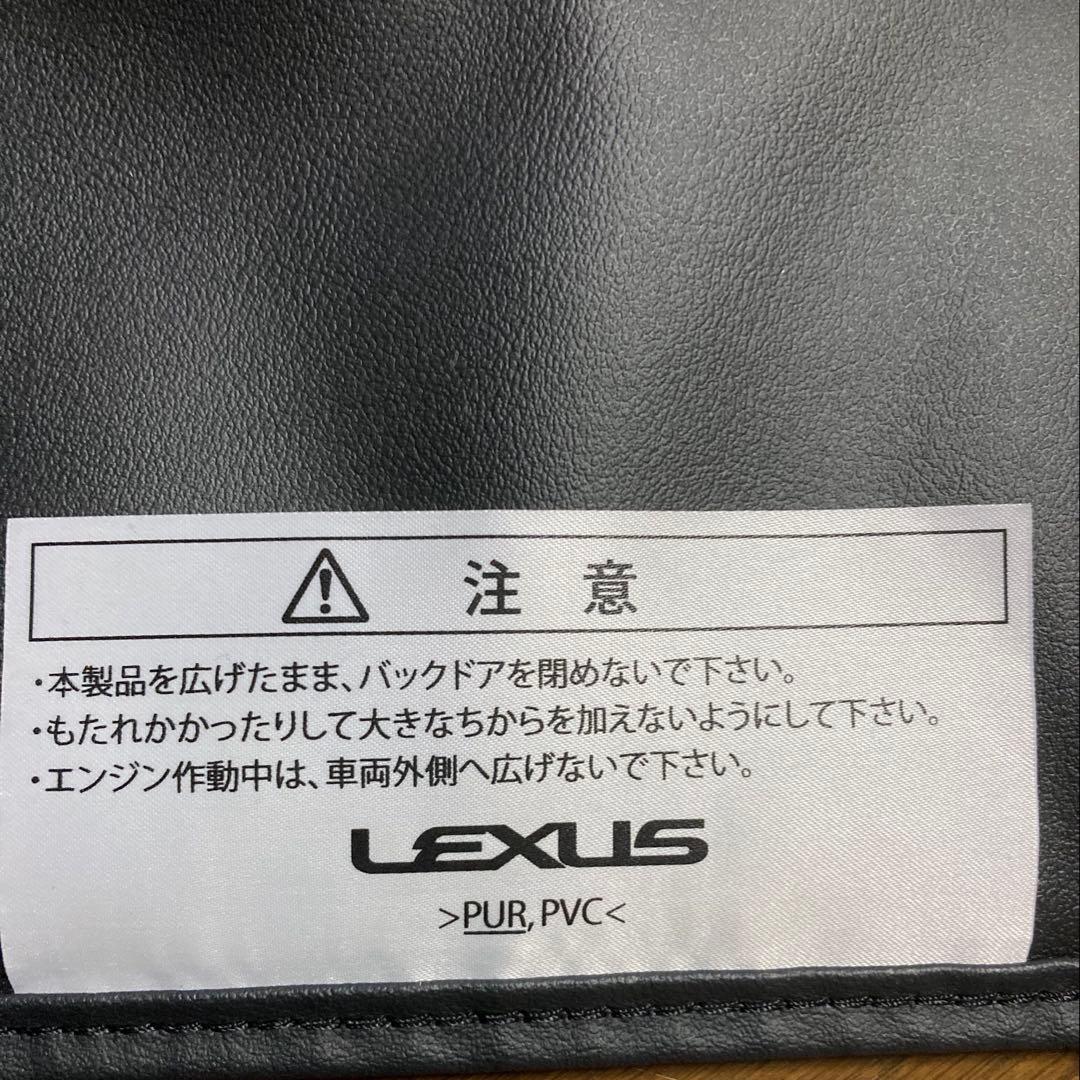 注 意
・本製品を広げたまま、バックドアを閉めないで下さい。
・もたれかかったりして大きなちからを加えないようにして下さい。
・エンジン作動中は、車両外側へ広げないで下さい。
LEXUS
>PUR, PVC<